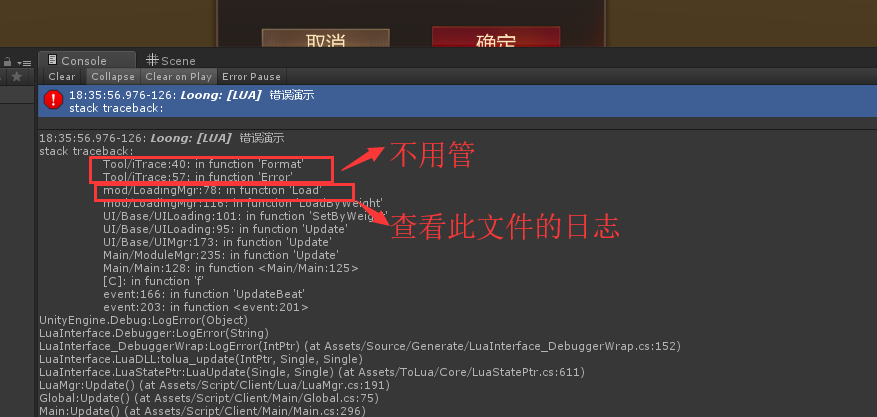 取消
确定
Console
Scene
Clear
Collapse
Clear on Play
Error Pause
18:35:56.976-126: Loong: [LUA] 错误演示
stack traceback:
18:35:56.976-126: Loong: [LUA] 错误演示
stack traceback:
Tool/iTrace:40: in function 'Format'
Tool/iTrace:57: in function 'Error'
不用管
mod/LoadingMgr:78: in function 'Load'
mod/LoadingMgr:116: in function 'LoadByWeight'
UI/Base/UILoading:101: in function 'SetByWeight'
查看此文件的日志
UI/Base/UILoading:95: in function 'Update'
UI/Base/UIMgr:173: in function 'Update'
Main/ModuleMgr:235: in function 'Update'
Main/Main:128: in function <Main/Main:125>
[C]: in function 'f'
event:166: in function 'UpdateBeat'
event:203: in function <event:201>
UnityEngine.Debug:LogError(Object)
LuaInterface.Debugger:LogError(String)
LuaInterface_DebuggerWrap:LogError(IntPtr) (at Assets/Source/Generate/LuaInterface_DebuggerWrap.cs:152)
LuaInterface.LuaDLL:tolua_update(IntPtr, Single, Single)
LuaInterface.LuaStatePtr:LuaUpdate(Single, Single) (at Assets/ToLua/Core/LuaStatePtr.cs:611)
LuaMgr:Update() (at Assets/Script/Client/Lua/LuaMgr.cs:191)
Global:Update() (at Assets/Script/Client/Main/Global.cs:75)
Main:Update() (at Assets/Script/Client/Main/Main.cs:296)